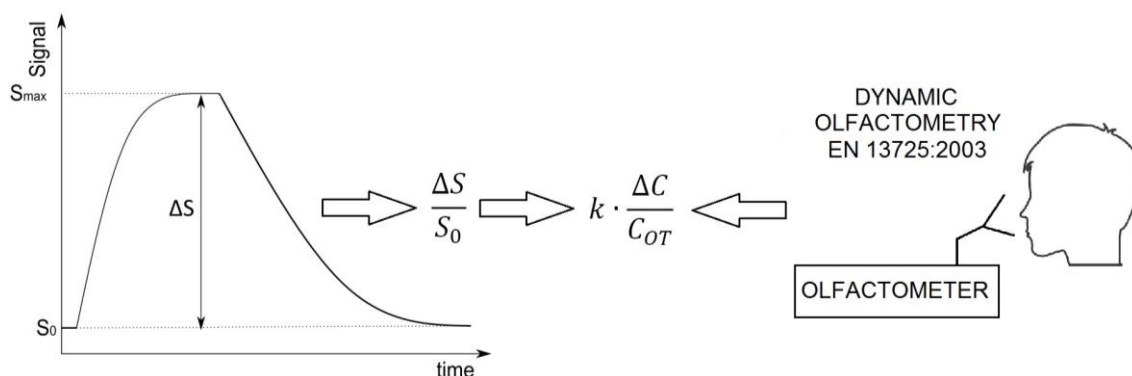 Signal
Smax
ΔS
S0
time
ΔS
S0
k · ΔC
COT
DYNAMIC
OLFACTOMETRY
EN 13725:2003
OLFACTOMETER